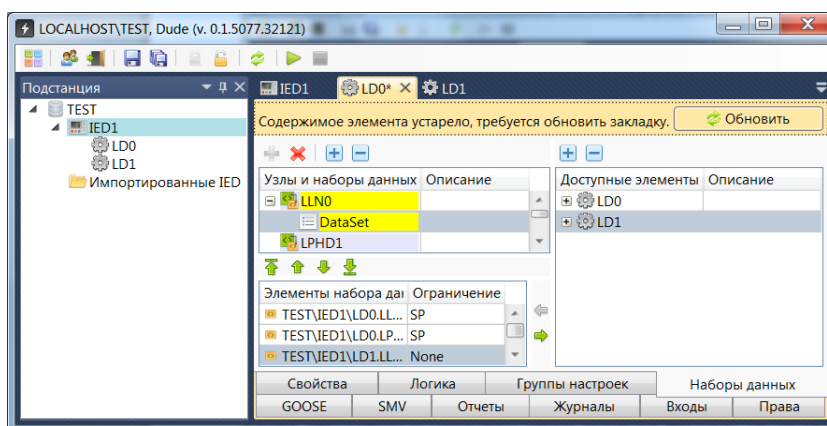 LOCALHOST\TEST, Dude (v. 0.1.5077.32121)
Подстанция
TEST
IED1
LD0
LD1
Импортированные IED
IED1 LD0* LD1
Содержимое элемента устарело, требуется обновить закладку. Обновить
Узлы и наборы данных Описание
LLN0
DataSet
LPHD1
Доступные элементы Описание
LD0
LD1
Элементы набора дан Ограничение
TEST\IED1\LD0.LL... SP
TEST\IED1\LD0.LP... SP
TEST\IED1\LD1.LL... None
Свойства Логика Группы настроек Наборы данных
GOOSE SMV Отчеты Журналы Входы Права